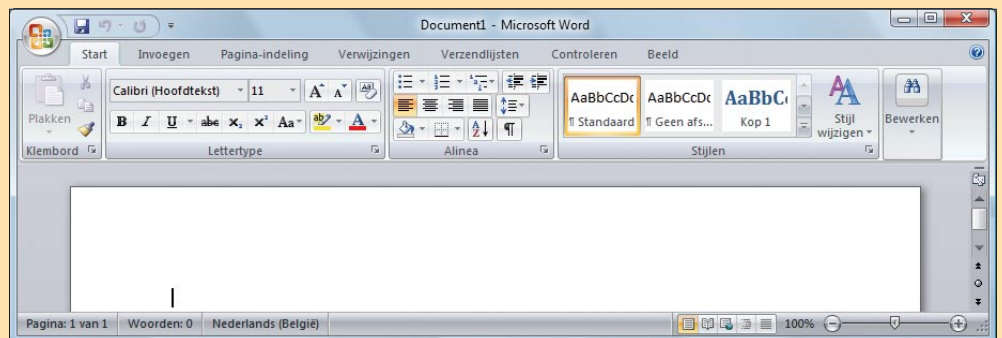 Document1 - Microsoft Word
Start Invoegen Pagina-indeling Verwijzingen Verzendlijsten Controleren Beeld
Calibri (Hoofdtekst) 11 A A Aa
AaBbCcDc AaBbCcDc AaBbC
Plakken
B I U abe x₂ x² Aa ab A
¶ Standaard ¶ Geen afs... Kop 1
Stijl wijzigen
Bewerken
Klembord Lettertype Alinea Stijlen
Pagina: 1 van 1 Woorden: 0 Nederlands (België) 100%